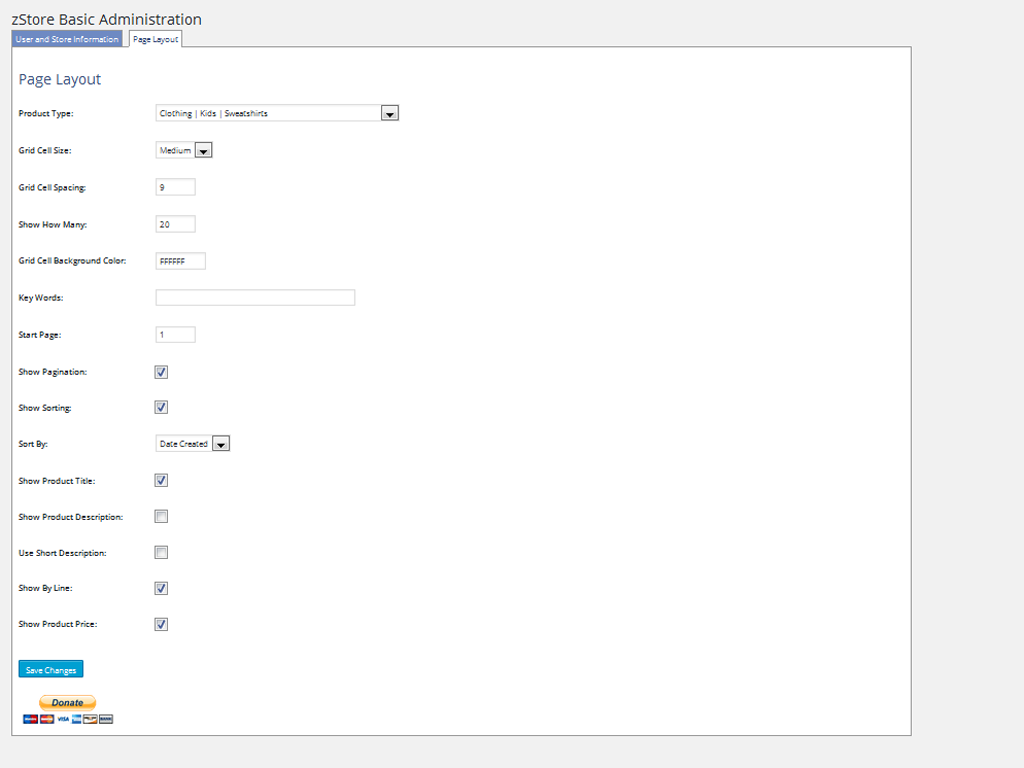 zStore Basic Administration
User and Store Information Page Layout
Page Layout
Product Type: Clothing | Kids | Sweatshirts
Grid Cell Size: Medium
Grid Cell Spacing: 9
Show How Many: 20
Grid Cell Background Color: FFFFFF
Key Words:
Start Page: 1
Show Pagination:
Show Sorting:
Sort By: Date Created
Show Product Title:
Show Product Description:
Use Short Description:
Show By Line:
Show Product Price:
Save Changes
Donate
VISA